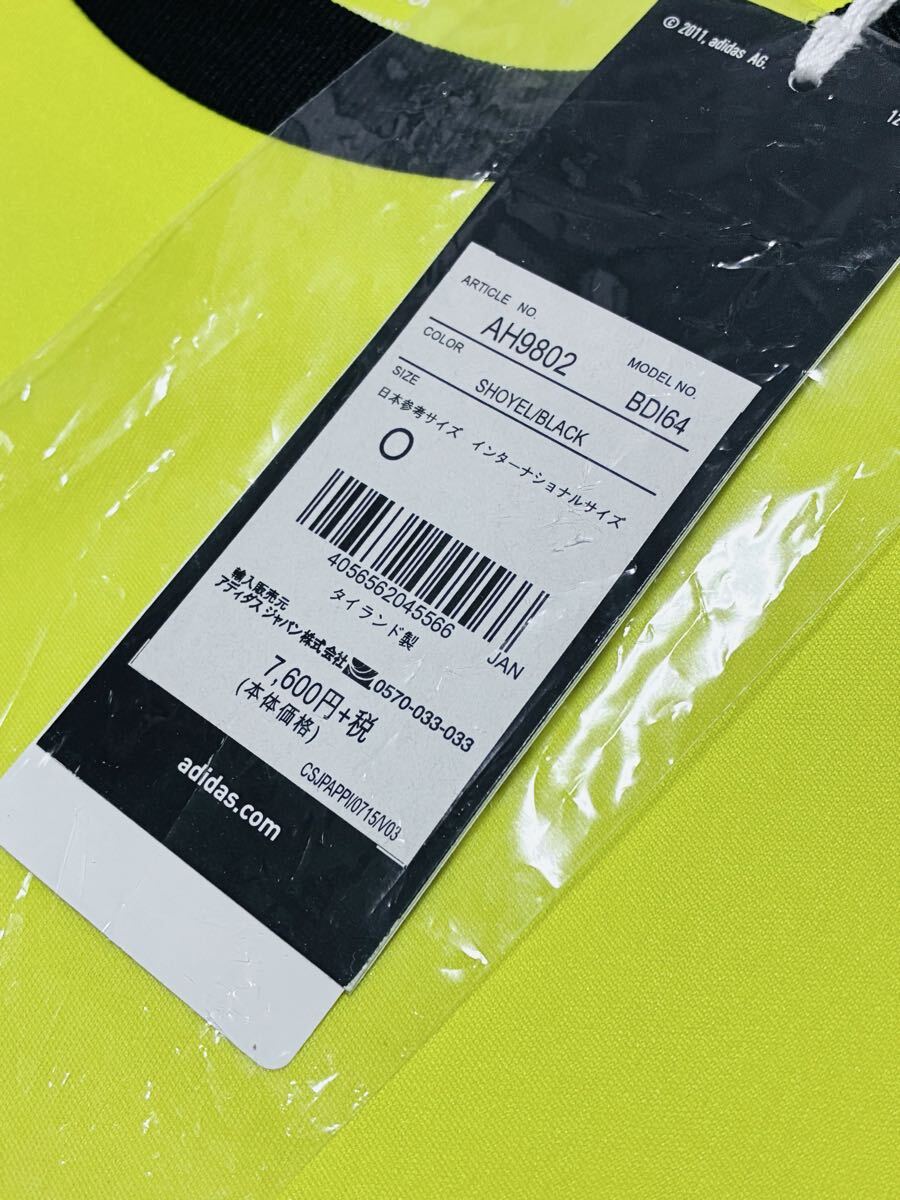 © 2011, adidas AG.
ARTICLE NO.
AH9802
MODEL NO.
BDI64
COLOR
SHOYEL/BLACK
SIZE
日本参考サイズ インターナショナルサイズ
O
4056562045566
JAN
タイランド製
輸入販売元
アディダスジャパン株式会社 0570-033-033
7,600円+税
(本体価格)
CSJPAPPI/0715/V03
adidas.com